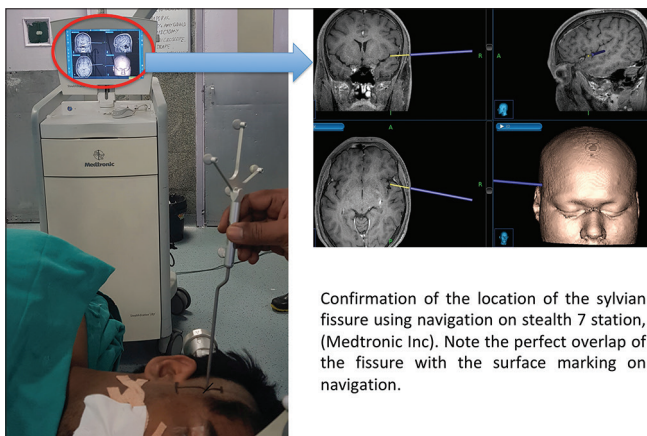 Medtronic
R
A
I
I
A
R
Confirmation of the location of the sylvian
fissure using navigation on stealth 7 station,
(Medtronic Inc). Note the perfect overlap of
the fissure with the surface marking on
navigation.